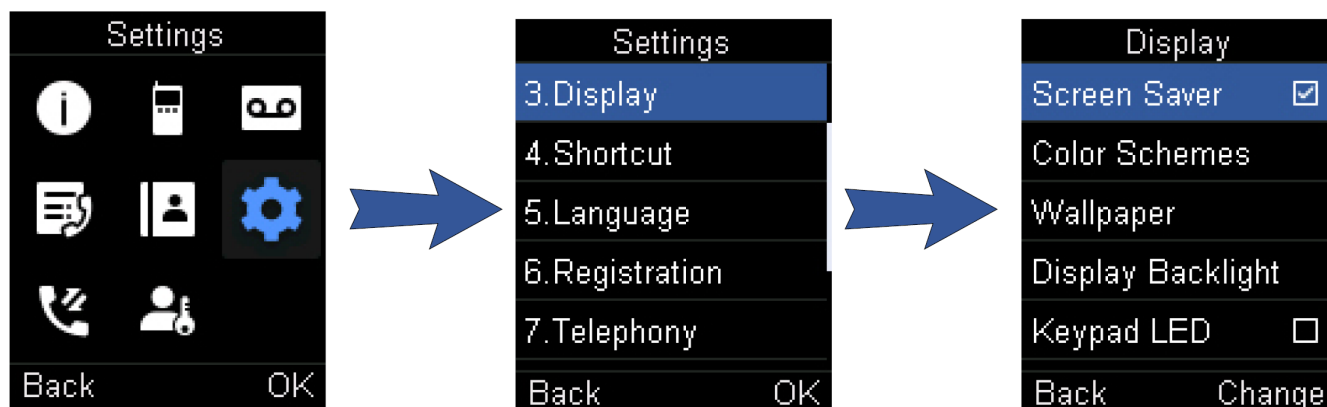 Settings
Back OK
Settings
3.Display
4.Shortcut
5.Language
6.Registration
7.Telephony
Back OK
Display
Screen Saver
Color Schemes
Wallpaper
Display Backlight
Keypad LED
Back Change